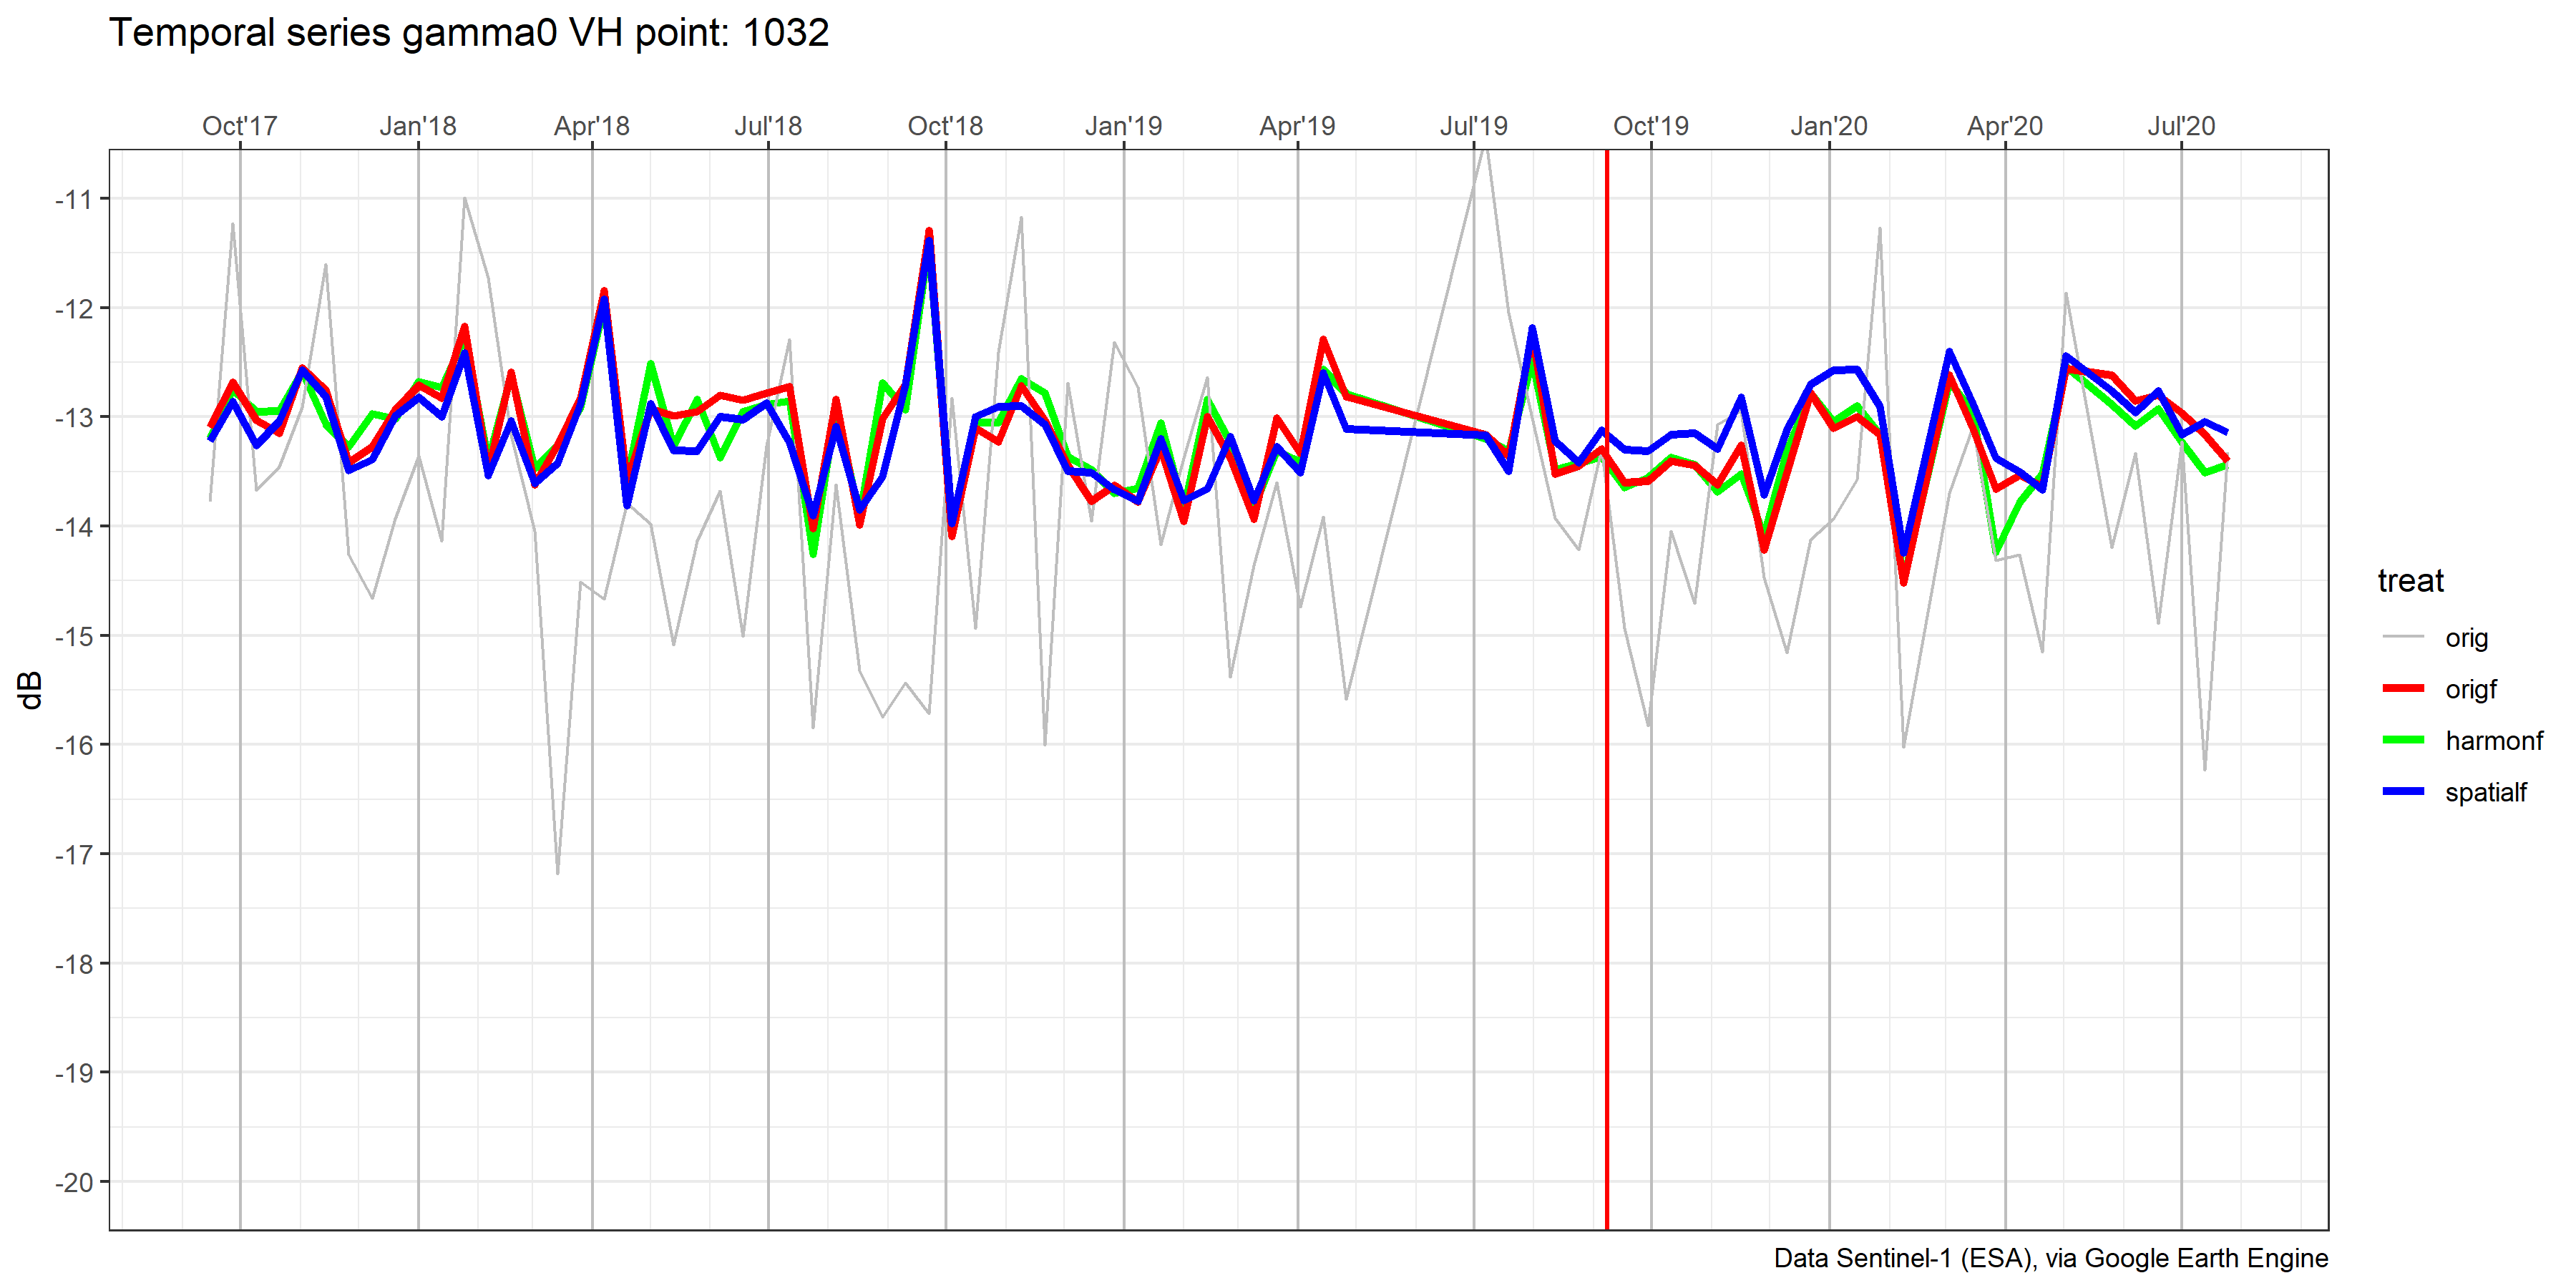 Temporal series gamma0 VH point: 1032
Oct'17 Jan'18 Apr'18 Jul'18 Oct'18 Jan'19 Apr'19 Jul'19 Oct'19 Jan'20 Apr'20 Jul'20
-11
-12
-13
-14
-15
-16
-17
-18
-19
-20
dB
treat
orig
origf
harmonf
spatialf
Data Sentinel-1 (ESA), via Google Earth Engine